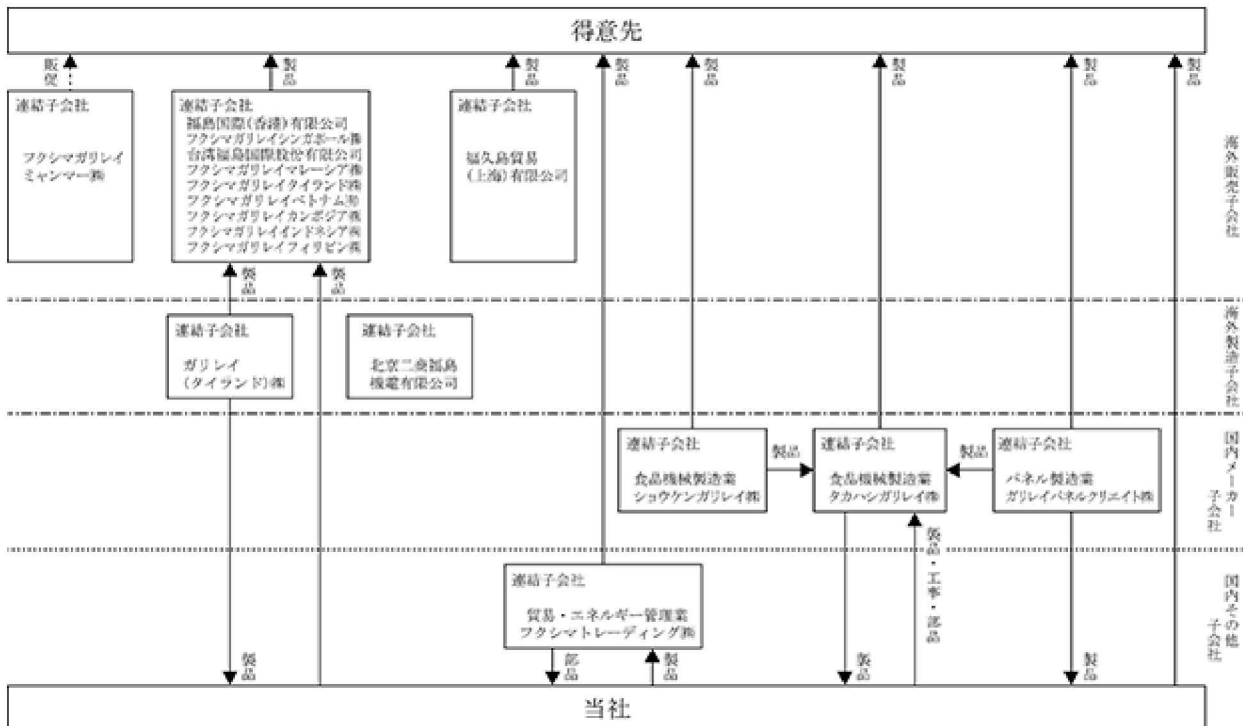 得意先
販促
製品
製品
製品
製品
製品
製品
製品
連結子会社
フクシマガリレイ
ミャンマー㈱
連結子会社
福島国際(香港)有限公司
フクシマガリレイシンガポール㈱
台湾福島国際股份有限公司
フクシマガリレイマレーシア㈱
フクシマガリレイタイランド㈱
フクシマガリレイベトナム㈲
フクシマガリレイカンボジア㈱
フクシマガリレイインドネシア㈱
フクシマガリレイフィリピン㈱
連結子会社
福久島貿易
(上海)有限公司
海外販売子会社
製品
製品
連結子会社
ガリレイ
(タイランド)㈱
連結子会社
北京二商福島
機電有限公司
海外製造子会社
連結子会社
食品機械製造業
ショウケンガリレイ㈱
製品
連結子会社
食品機械製造業
タカハシガリレイ㈱
製品
連結子会社
パネル製造業
ガリレイパネルクリエイト㈱
国内メーカー
子会社
連結子会社
貿易・エネルギー管理業
フクシマトレーディング㈱
製品・工事・部品
国内その他
子会社
製品
部品
製品
製品
製品
当社